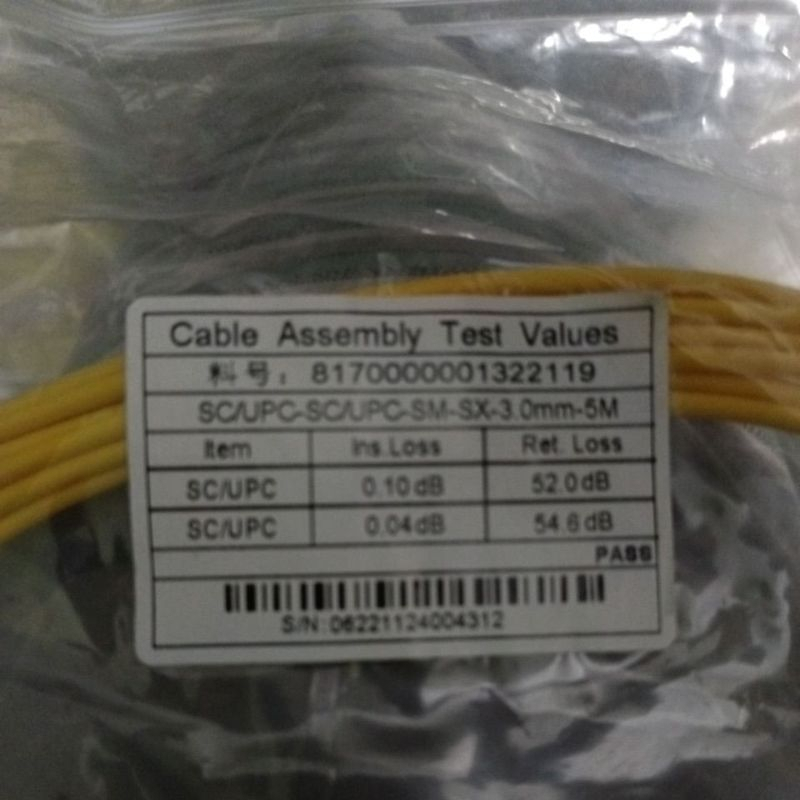 Cable Assembly Test Values
料号：81700000001322119
SC/UPC-SC/UPC-SM-SX-3.0mm-5M
Item Ins.Loss Ret. Loss
SC/UPC 0.10dB 52.0dB
SC/UPC 0.04dB 54.6dB
PASS
S/N:06221124004312